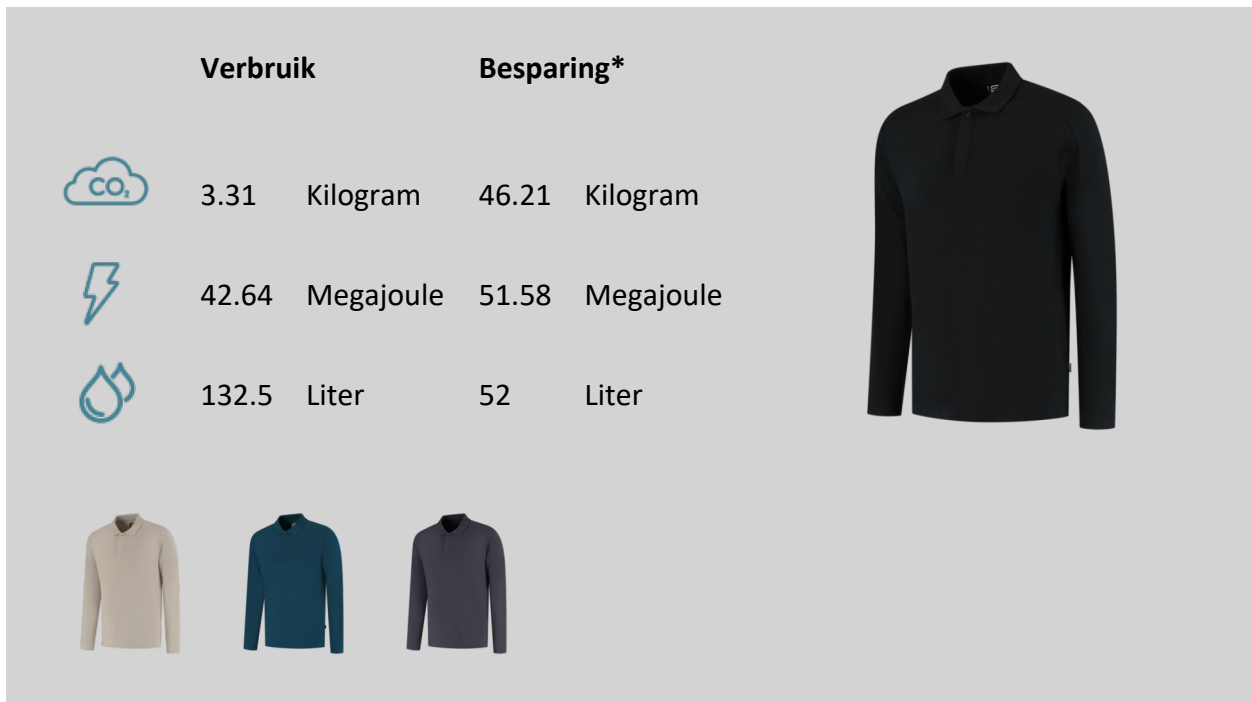 Verbruik Besparing*
CO2 3.31 Kilogram 46.21 Kilogram
42.64 Megajoule 51.58 Megajoule
132.5 Liter 52 Liter